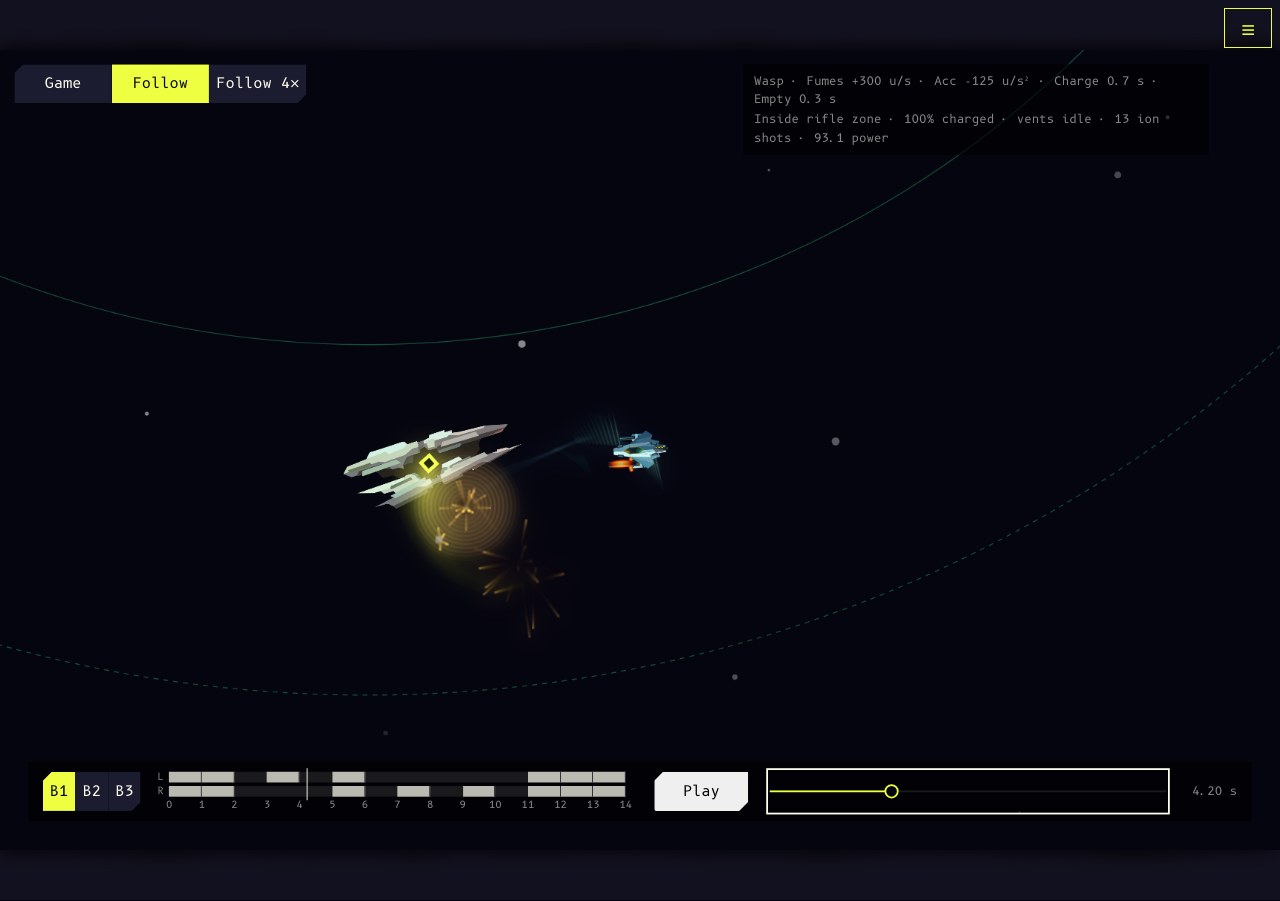 ≡
Game Follow Follow 4×
Wasp · Fumes +300 u/s · Acc -125 u/s² · Charge 0.7 s ·
Empty 0.3 s
Inside rifle zone · 100% charged · vents idle · 13 ion
shots · 93.1 power
B1 B2 B3
L
R
0 1 2 3 4 5 6 7 8 9 10 11 12 13 14
Play
4.20 s